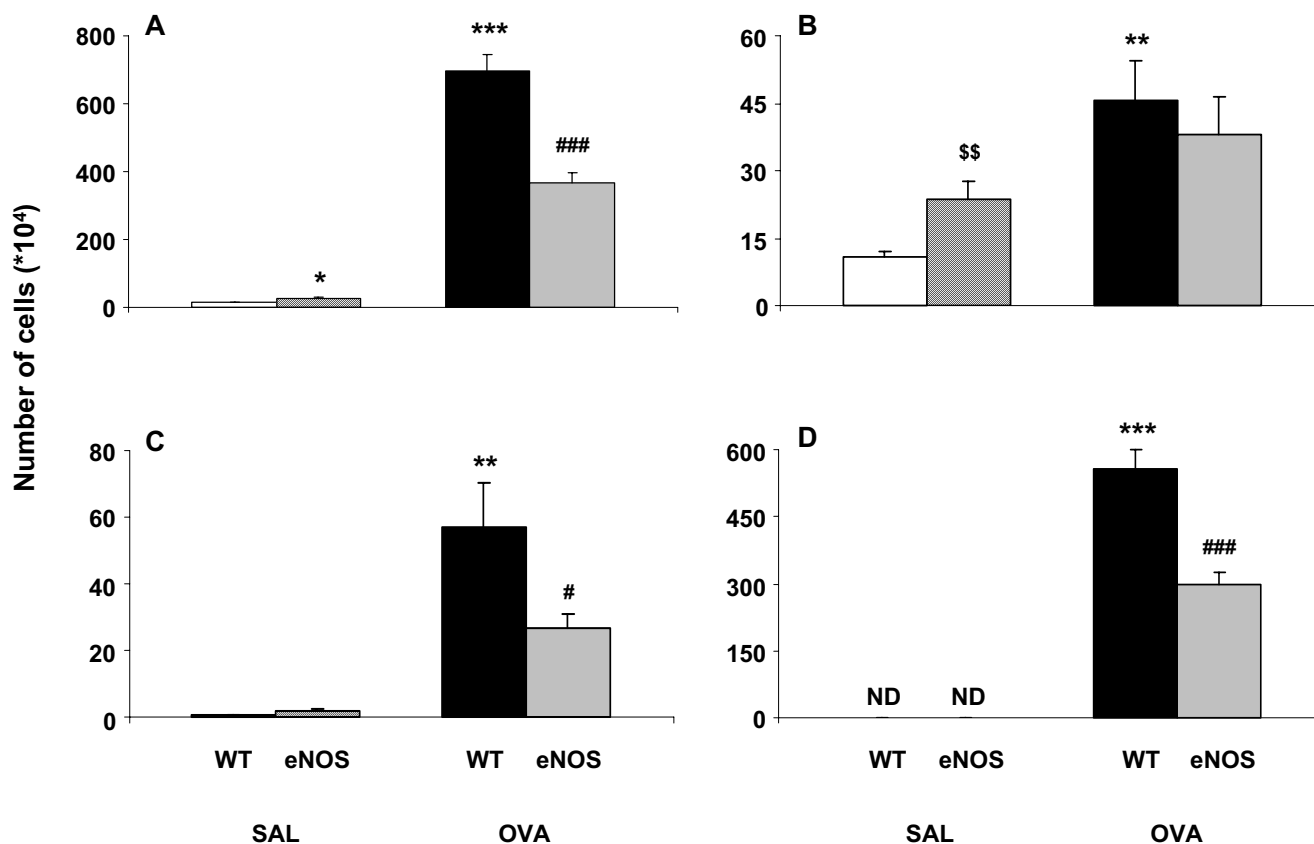 Number of cells (*10⁴)
A
800
600
400
200
0
*
***
###
B
60
45
30
15
0
$$
**
C
80
60
40
20
0
**
#
WT eNOS WT eNOS
SAL OVA
D
600
450
300
150
0
ND ND
***
###
WT eNOS WT eNOS
SAL OVA